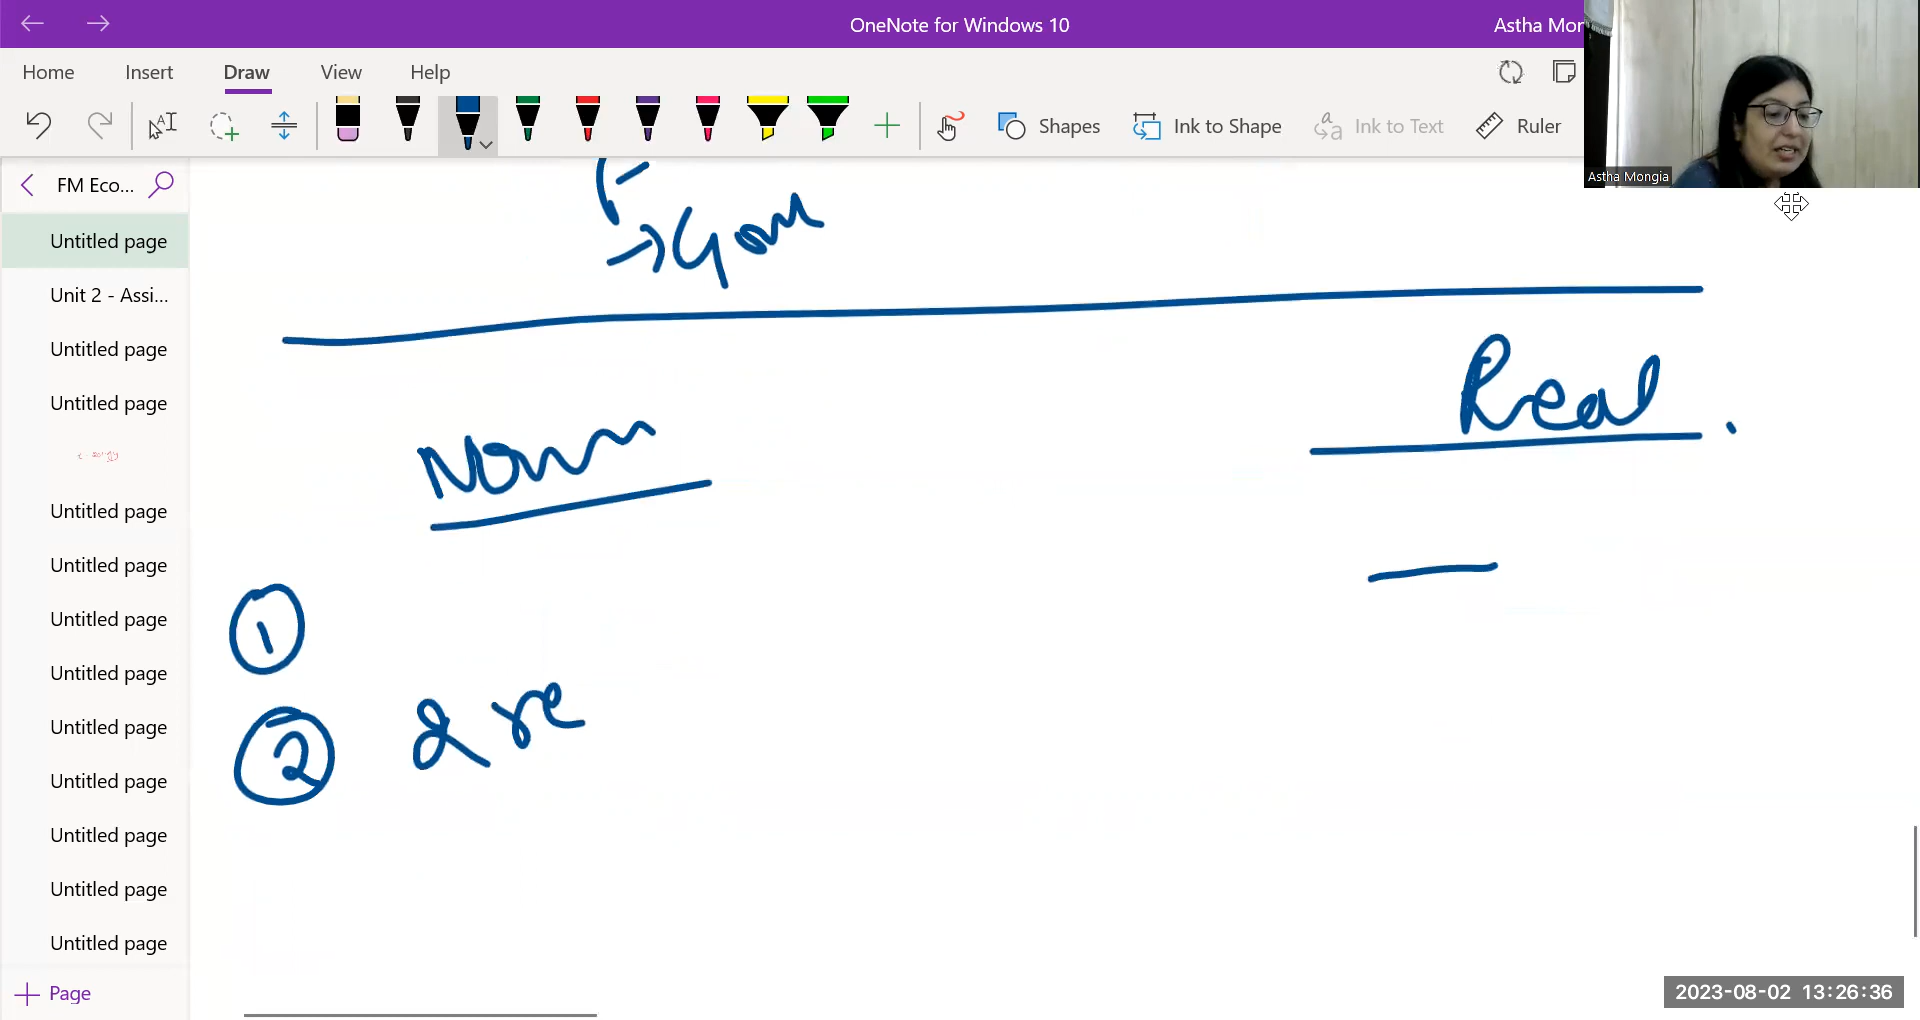 OneNote for Windows 10
Astha Mon
Home Insert Draw View Help
Shapes Ink to Shape Ink to Text Ruler
Astha Mongia
FM Eco...
Untitled page
Unit 2 - Assi...
Untitled page
Untitled page
Untitled page
Untitled page
Untitled page
Untitled page
Untitled page
Untitled page
Untitled page
Untitled page
Untitled page
Page
Real .
Nom
1
2 & re
2023-08-02 13:26:36